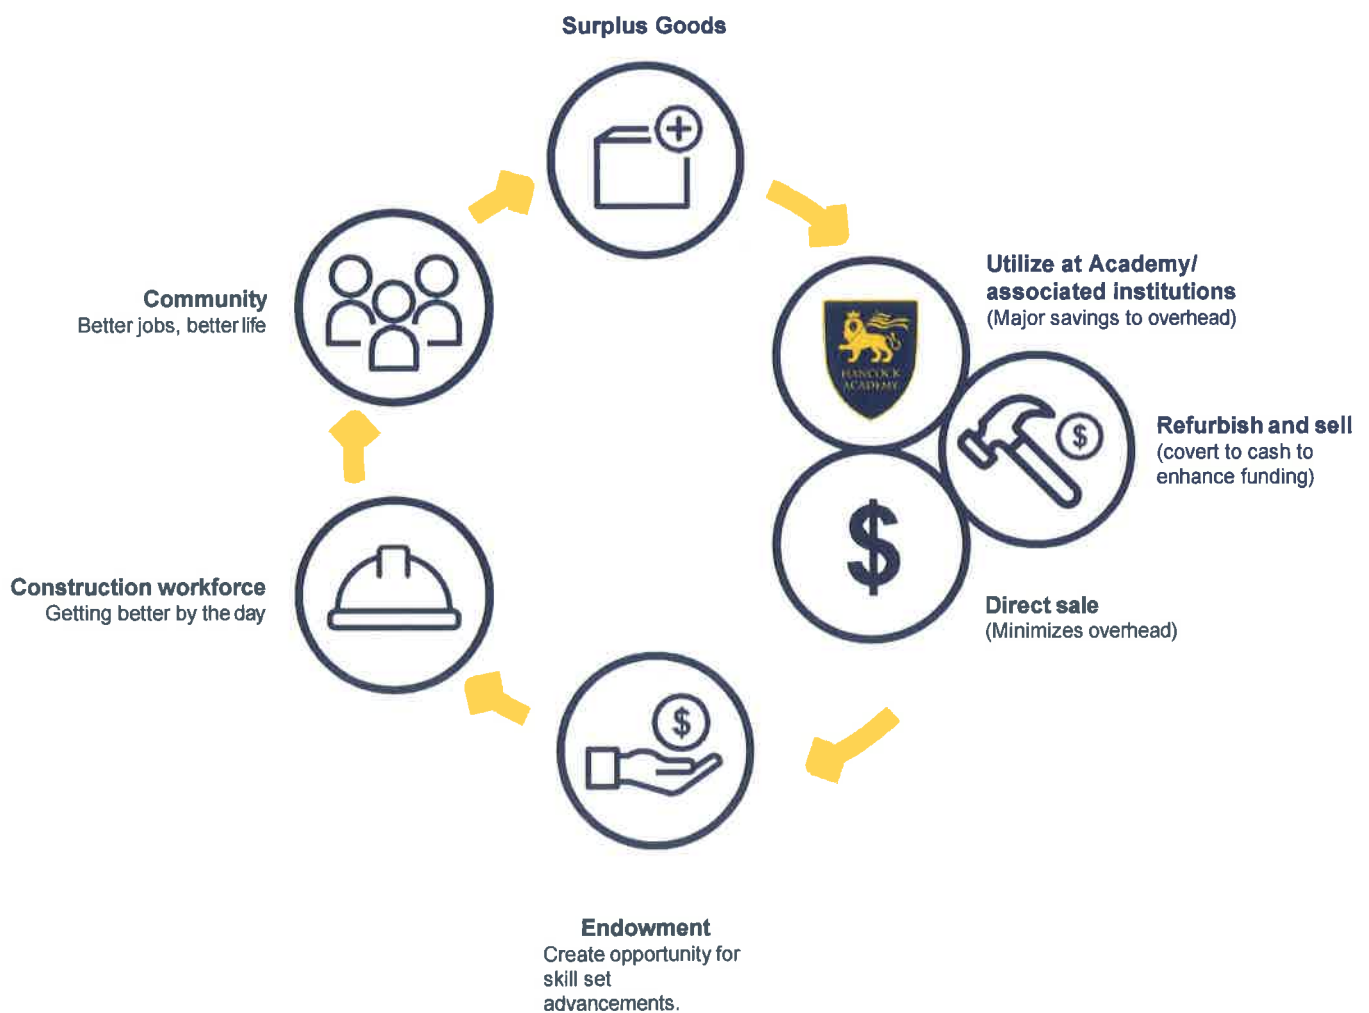 Surplus Goods
Utilize at Academy/
associated institutions
(Major savings to overhead)
HANCOCK
ACADEMY
Refurbish and sell
(covert to cash to
enhance funding)
$
$
Direct sale
(Minimizes overhead)
$
Endowment
Create opportunity for
skill set
advancements.
Construction workforce
Getting better by the day
Community
Better jobs, better life